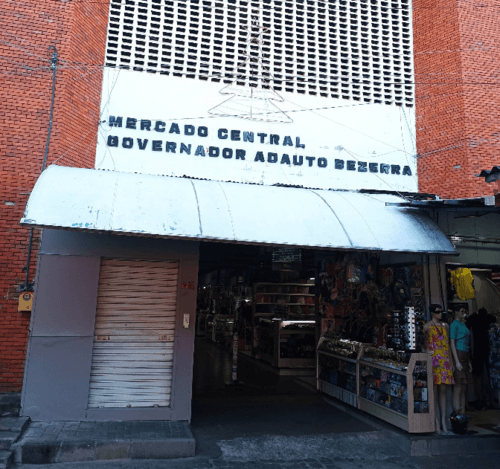 MERCADO CENTRAL
GOVERNADOR ADAUTO BEZERRA